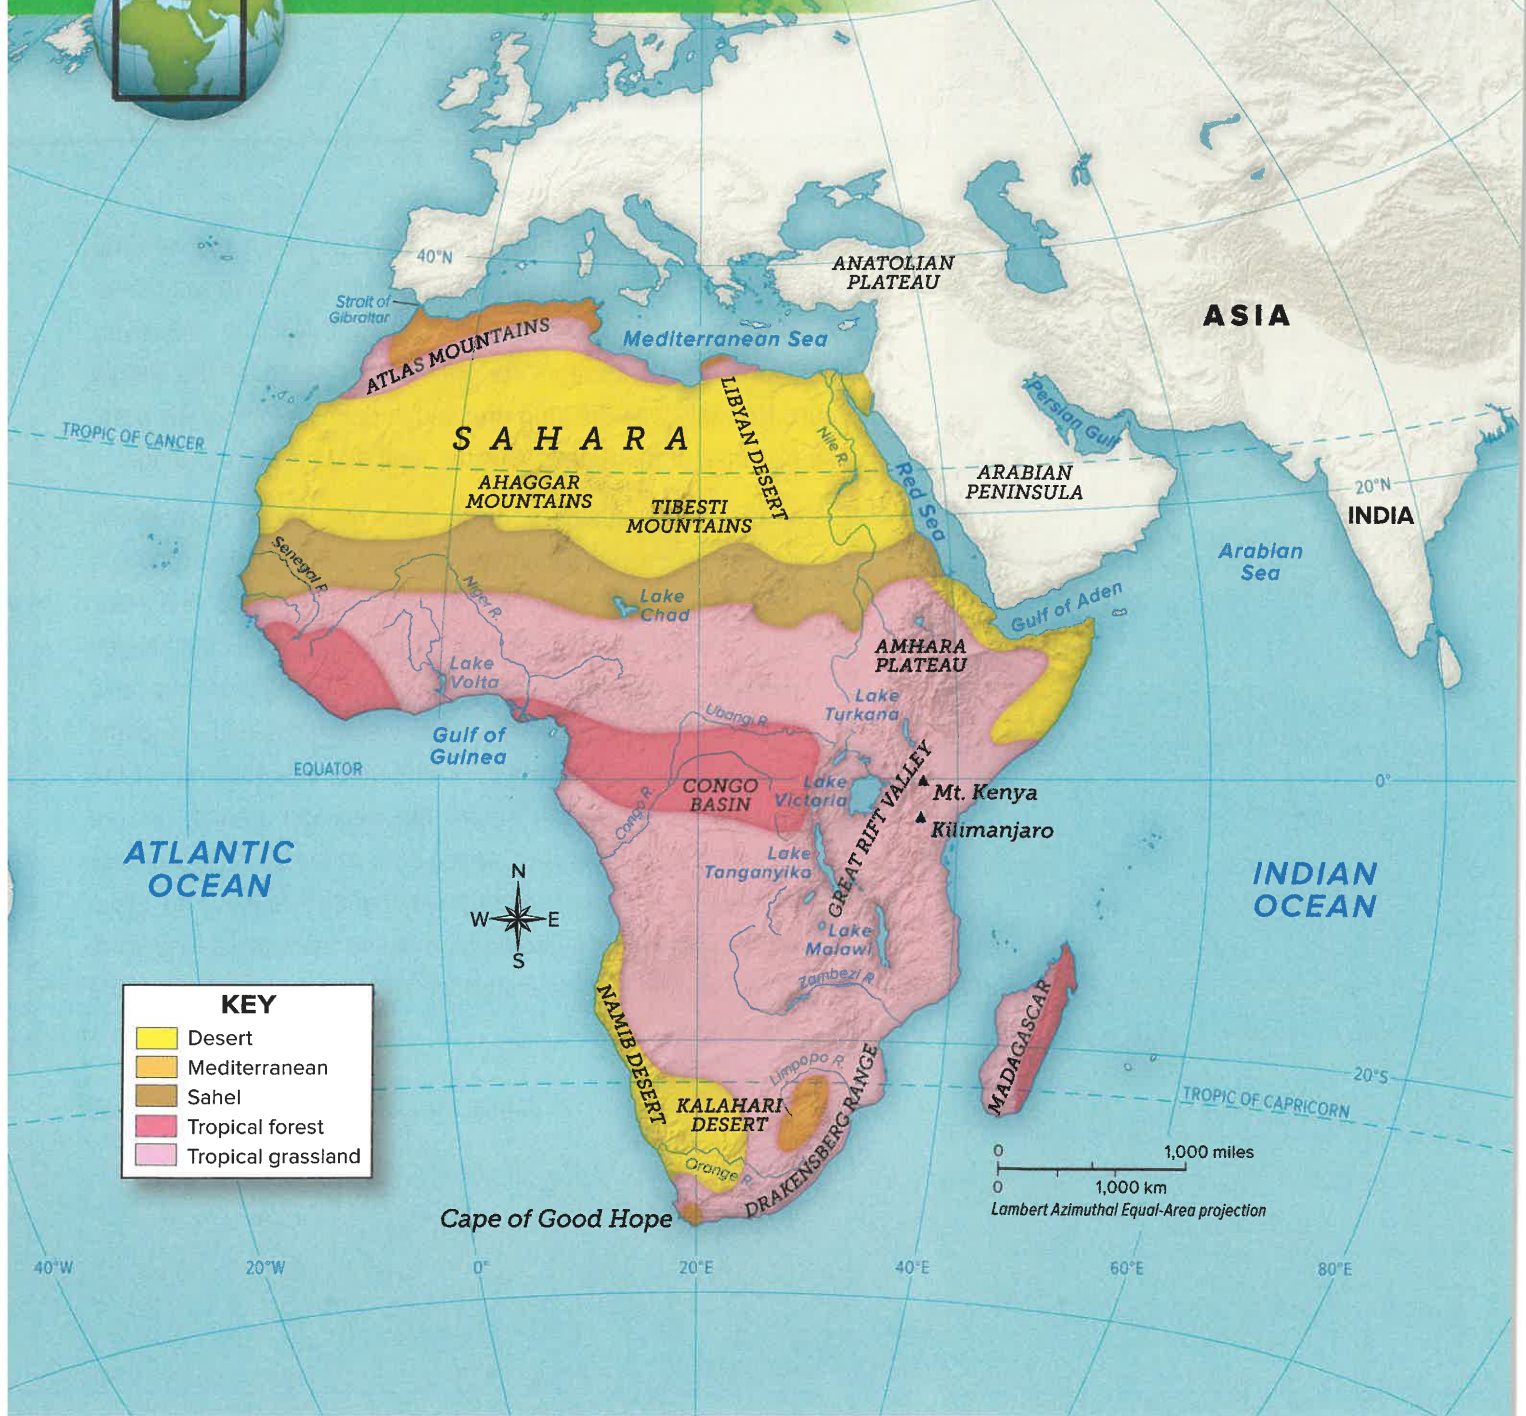 40°N
ANATOLIAN
PLATEAU
ASIA
Strait of
Gibraltar
Mediterranean Sea
ATLAS MOUNTAINS
LIBYAN DESERT
Persian Gulf
TROPIC OF CANCER
SAHARA
Nile R.
AHAGGAR
MOUNTAINS
TIBESTI
MOUNTAINS
Red Sea
ARABIAN
PENINSULA
20°N
INDIA
Arabian
Sea
Senegal R.
Niger R.
Lake
Chad
Gulf of Aden
AMHARA
PLATEAU
Lake
Volta
Lake
Turkana
Ubangi R.
Gulf of
Guinea
EQUATOR
0°
CONGO
BASIN
Congo R.
Lake
Victoria
GREAT RIFT VALLEY
Mt. Kenya
Kilimanjaro
ATLANTIC
OCEAN
Lake
Tanganyika
INDIAN
OCEAN
N
W
E
S
Lake
Malawi
Zambezi R.
NAMIB DESERT
MADAGASCAR
KEY
Desert
Mediterranean
Sahel
Tropical forest
Tropical grassland
Limpopo R.
20°S
TROPIC OF CAPRICORN
KALAHARI
DESERT
DRAKENSBERG RANGE
Orange R.
Cape of Good Hope
0
1,000 miles
0
1,000 km
Lambert Azimuthal Equal-Area projection
40°W
20°W
0°
20°E
40°E
60°E
80°E